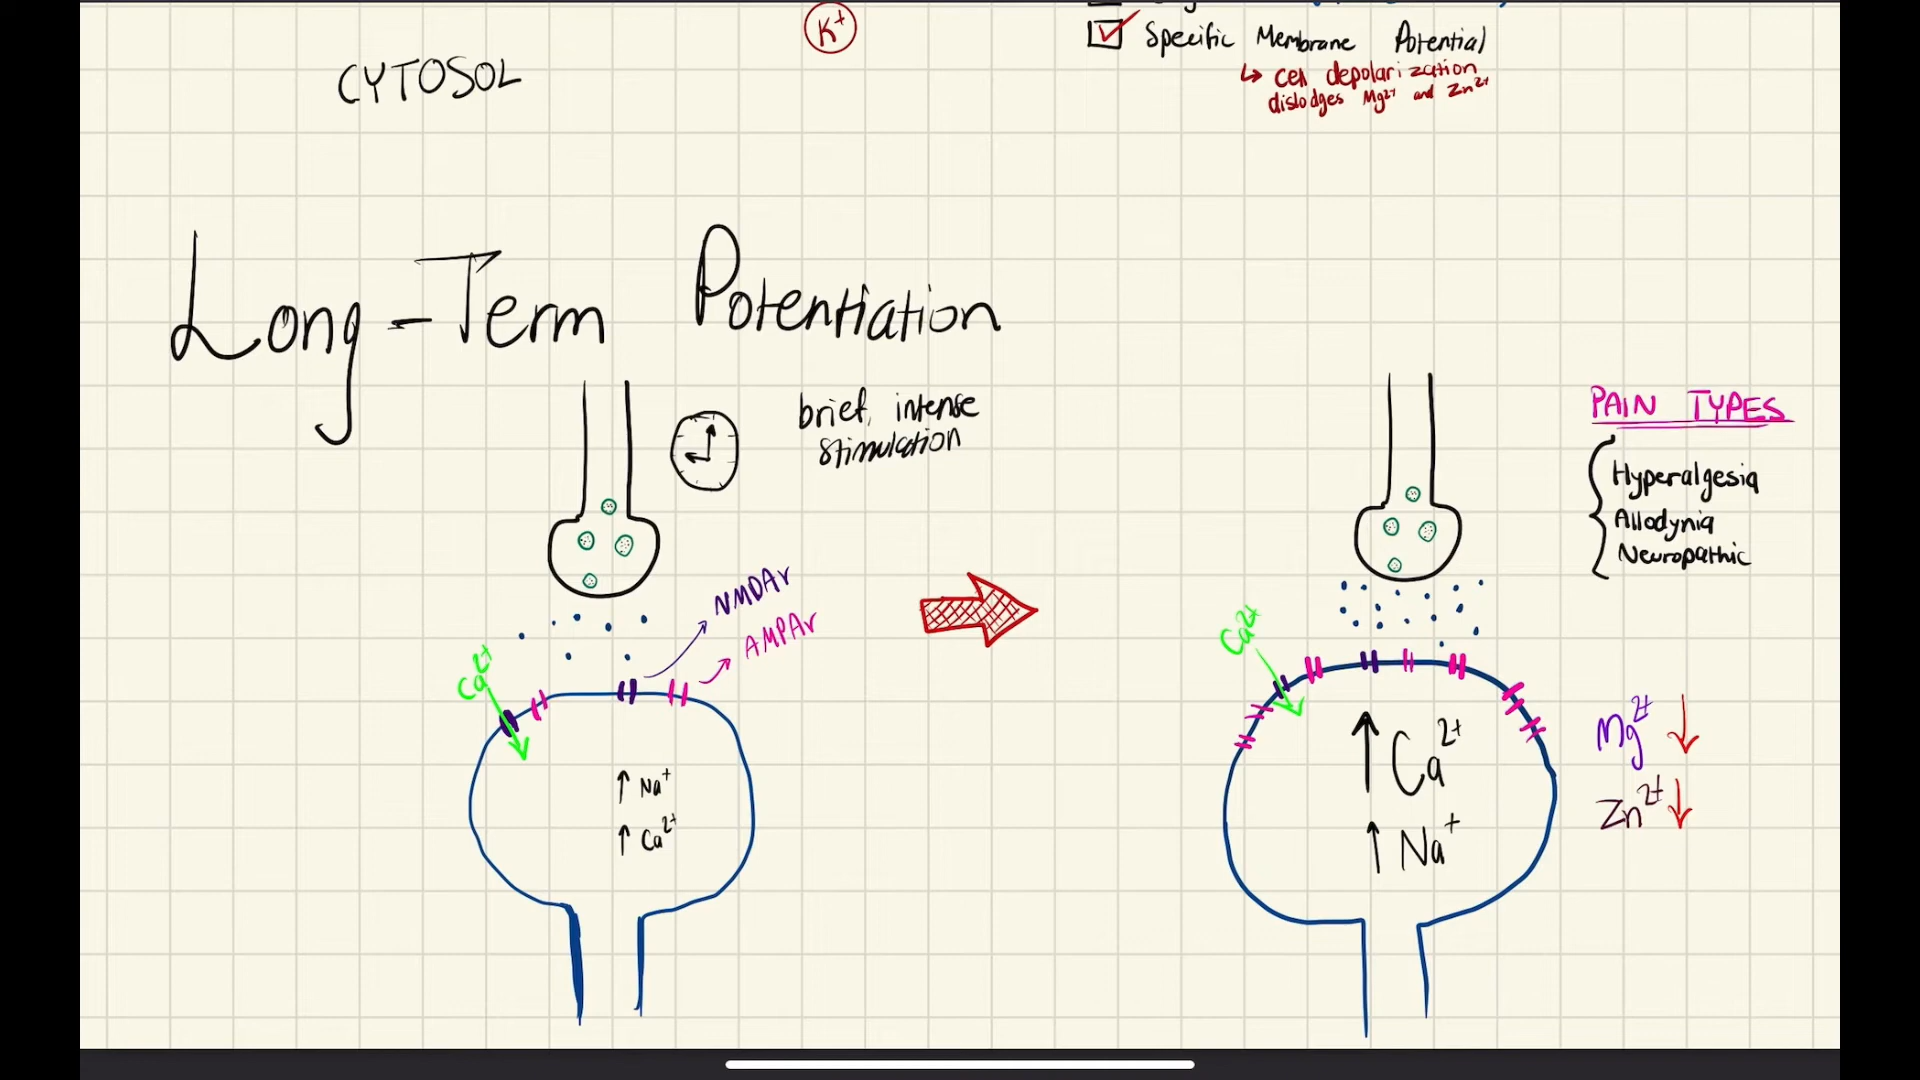 K+
Specific Membrane Potential
↳ cell depolarization
dislodges Mg2+ and Zn2+
CYTOSOL
Long-Term Potentiation
brief, intense
stimulation
NMDAr
AMPAr
Ca2+
↑ Na+
↑ Ca2+
Ca2+
↑ Ca2+
↑ Na+
PAIN TYPES
Hyperalgesia
Allodynia
Neuropathic
Mg2+ ↓
Zn2+ ↓